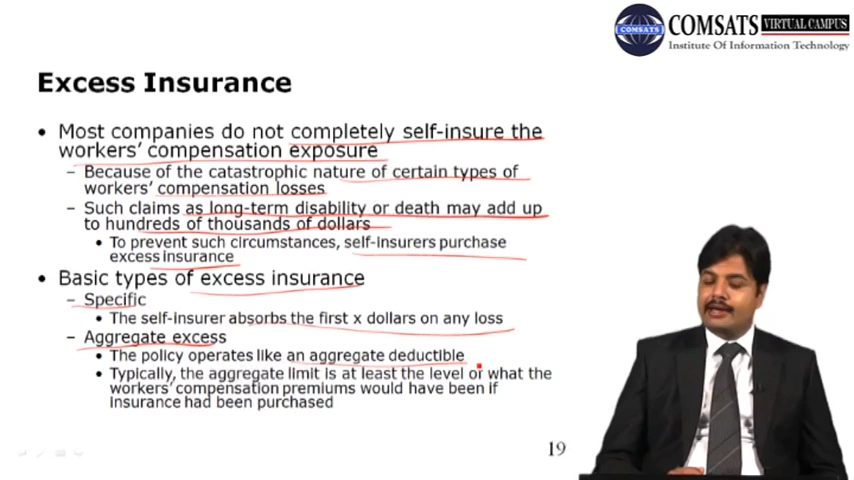 COMSATS VIRTUAL CAMPUS
COMSATS
Institute Of Information Technology
Excess Insurance
• Most companies do not completely self-insure the
workers' compensation exposure
– Because of the catastrophic nature of certain types of
workers' compensation losses
– Such claims as long-term disability or death may add up
to hundreds of thousands of dollars
• To prevent such circumstances, self-insurers purchase
excess insurance
• Basic types of excess insurance
– Specific
• The self-insurer absorbs the first x dollars on any loss
– Aggregate excess
• The policy operates like an aggregate deductible
• Typically, the aggregate limit is at least the level or what the
workers' compensation premiums would have been if
insurance had been purchased
19